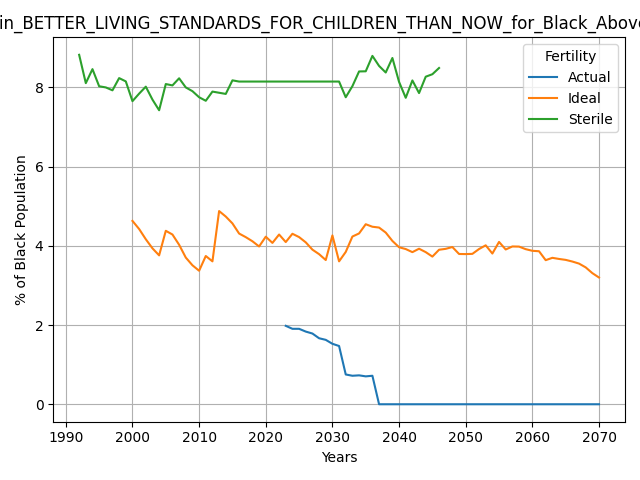 in_BETTER_LIVING_STANDARDS_FOR_CHILDREN_THAN_NOW_for_Black_Above
Fertility
Actual
Ideal
Sterile
% of Black Population
8
6
4
2
0
1990 2000 2010 2020 2030 2040 2050 2060 2070
Years